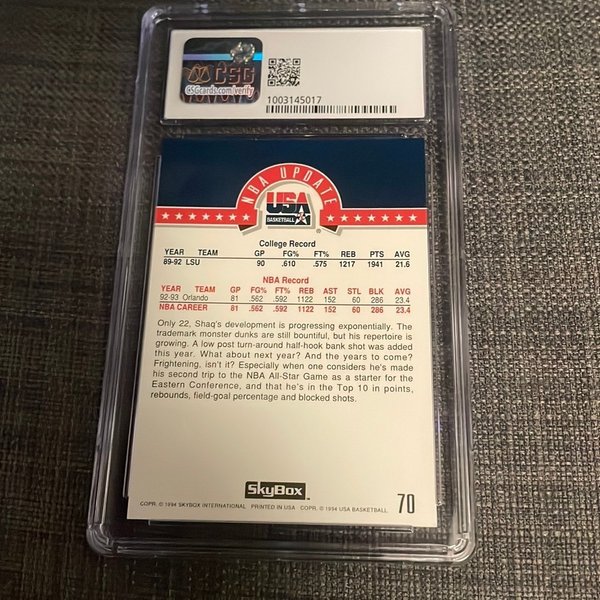 CSG
CSGcards.com/verify
1003145017
NBA UPDATE
USA
BASKETBALL
College Record
YEAR TEAM GP FG% FT% REB PTS AVG
89-92 LSU 90 .610 .575 1217 1941 21.6
NBA Record
YEAR TEAM GP FG% FT% REB AST STL BLK AVG
92-93 Orlando 81 .562 .592 1122 152 60 286 23.4
NBA CAREER 81 .562 .592 1122 152 60 286 23.4
Only 22, Shaq's development is progressing exponentially. The
trademark monster dunks are still bountiful, but his repertoire is
growing. A low post turn-around half-hook bank shot was added
this year. What about next year? And the years to come?
Frightening, isn't it? Especially when one considers he's made
his second trip to the NBA All-Star Game as a starter for the
Eastern Conference, and that he's in the Top 10 in points,
rebounds, field-goal percentage and blocked shots.
SkyBox
COPR. © 1994 SKYBOX INTERNATIONAL PRINTED IN USA COPR. © 1994 USA BASKETBALL 70